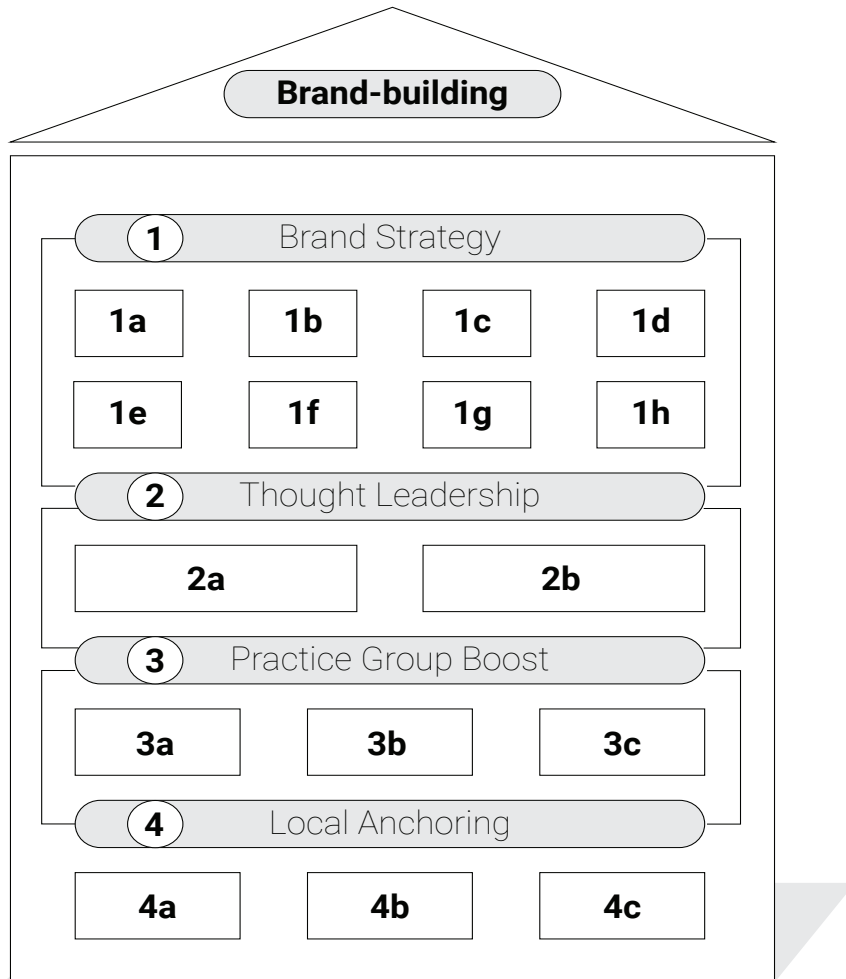 Brand-building
1 Brand Strategy
1a 1b 1c 1d
1e 1f 1g 1h
2 Thought Leadership
2a 2b
3 Practice Group Boost
3a 3b 3c
4 Local Anchoring
4a 4b 4c